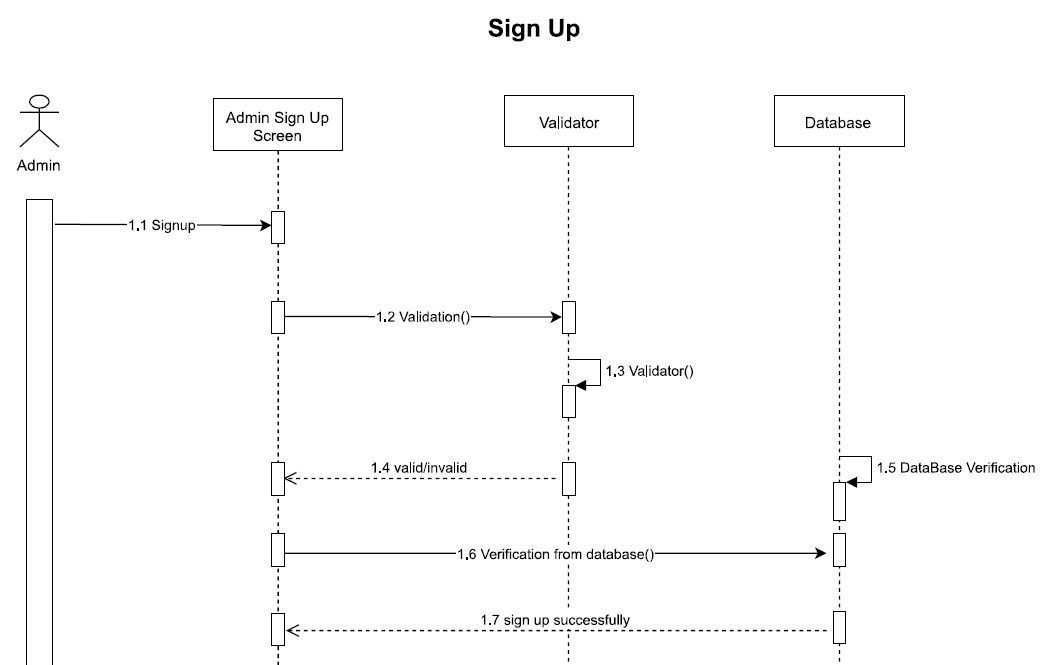 Sign Up
Admin
Admin Sign Up
Screen
Validator
Database
1.1 Signup
1.2 Validation()
1.3 Validator()
1.4 valid/invalid
1.5 DataBase Verification
1.6 Verification from database()
1.7 sign up successfully